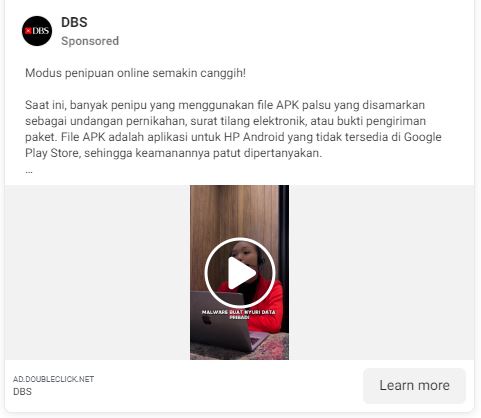 DBS
DBS
Sponsored
Modus penipuan online semakin canggih!
Saat ini, banyak penipu yang menggunakan file APK palsu yang disamarkan
sebagai undangan pernikahan, surat tilang elektronik, atau bukti pengiriman
paket. File APK adalah aplikasi untuk HP Android yang tidak tersedia di Google
Play Store, sehingga keamanannya patut dipertanyakan.
...
MALWARE BUAT NYURI DATA
PRIBADI
AD.DOUBLECLICK.NET
DBS
Learn more